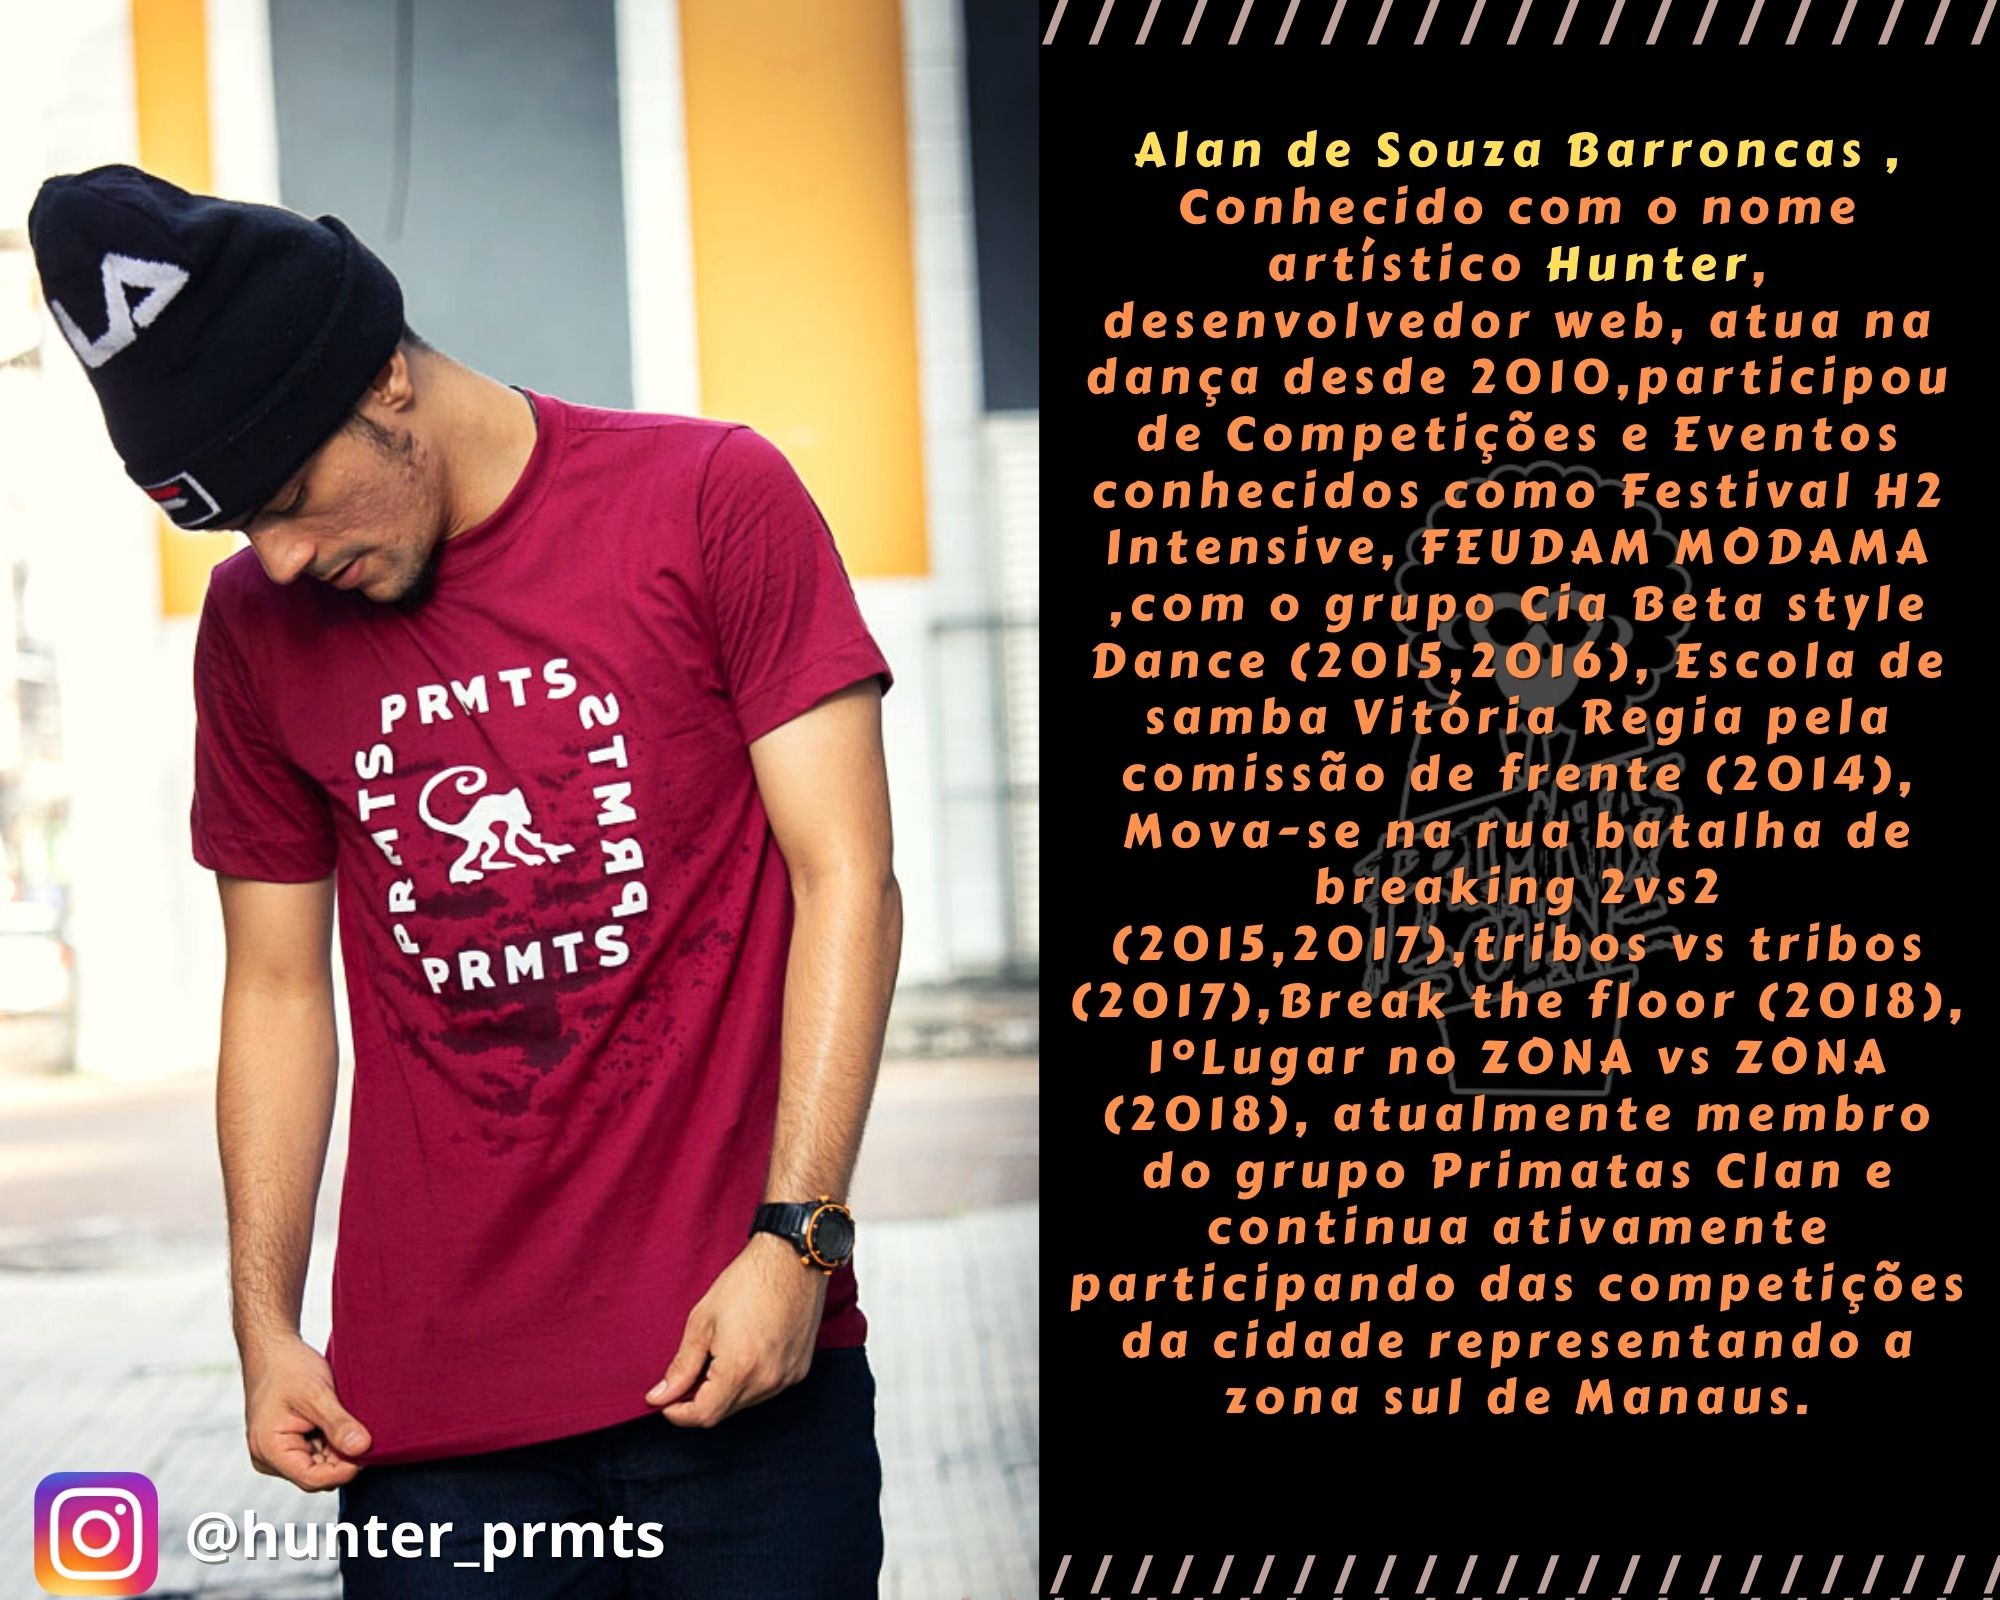 Alan de Souza Barroncas ,
Conhecido com o nome
artístico Hunter,
desenvolvedor web, atua na
dança desde 2010,participou
de Competições e Eventos
conhecidos como Festival H2
Intensive, FEUDAM MODAMA
,com o grupo Cia Beta style
Dance (2015,2016), Escola de
samba Vitória Regia pela
comissão de frente (2014),
Mova-se na rua batalha de
breaking 2vs2
(2015,2017),tribos vs tribos
(2017),Break the floor (2018),
1ºLugar no ZONA vs ZONA
(2018), atualmente membro
do grupo Primatas Clan e
continua ativamente
participando das competições
da cidade representando a
zona sul de Manaus.
PRMTS
PRMTS
PRMTS
PRMTS
@hunter_prmts